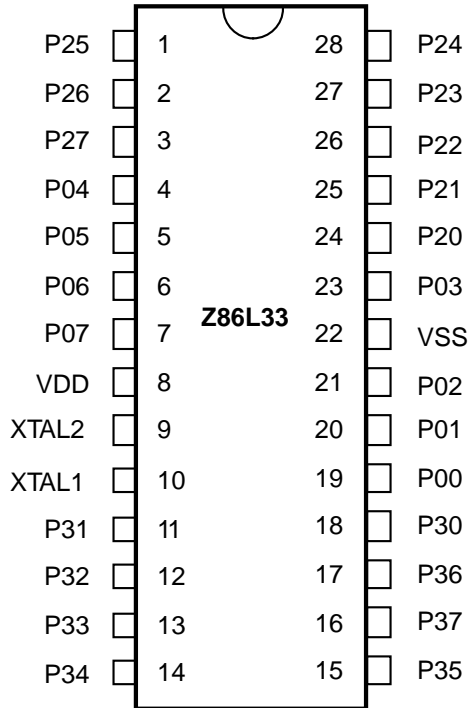 P25 1 28 P24
P26 2 27 P23
P27 3 26 P22
P04 4 25 P21
P05 5 24 P20
P06 6 23 P03
Z86L33
P07 7 22 VSS
VDD 8 21 P02
XTAL2 9 20 P01
XTAL1 10 19 P00
P31 11 18 P30
P32 12 17 P36
P33 13 16 P37
P34 14 15 P35